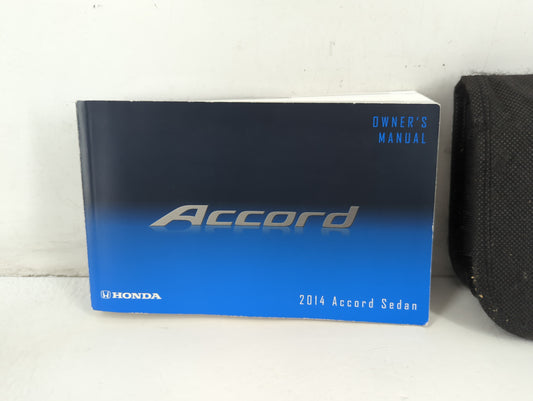 OWNER'S
MANUAL
Accord
HONDA
2014 Accord Sedan